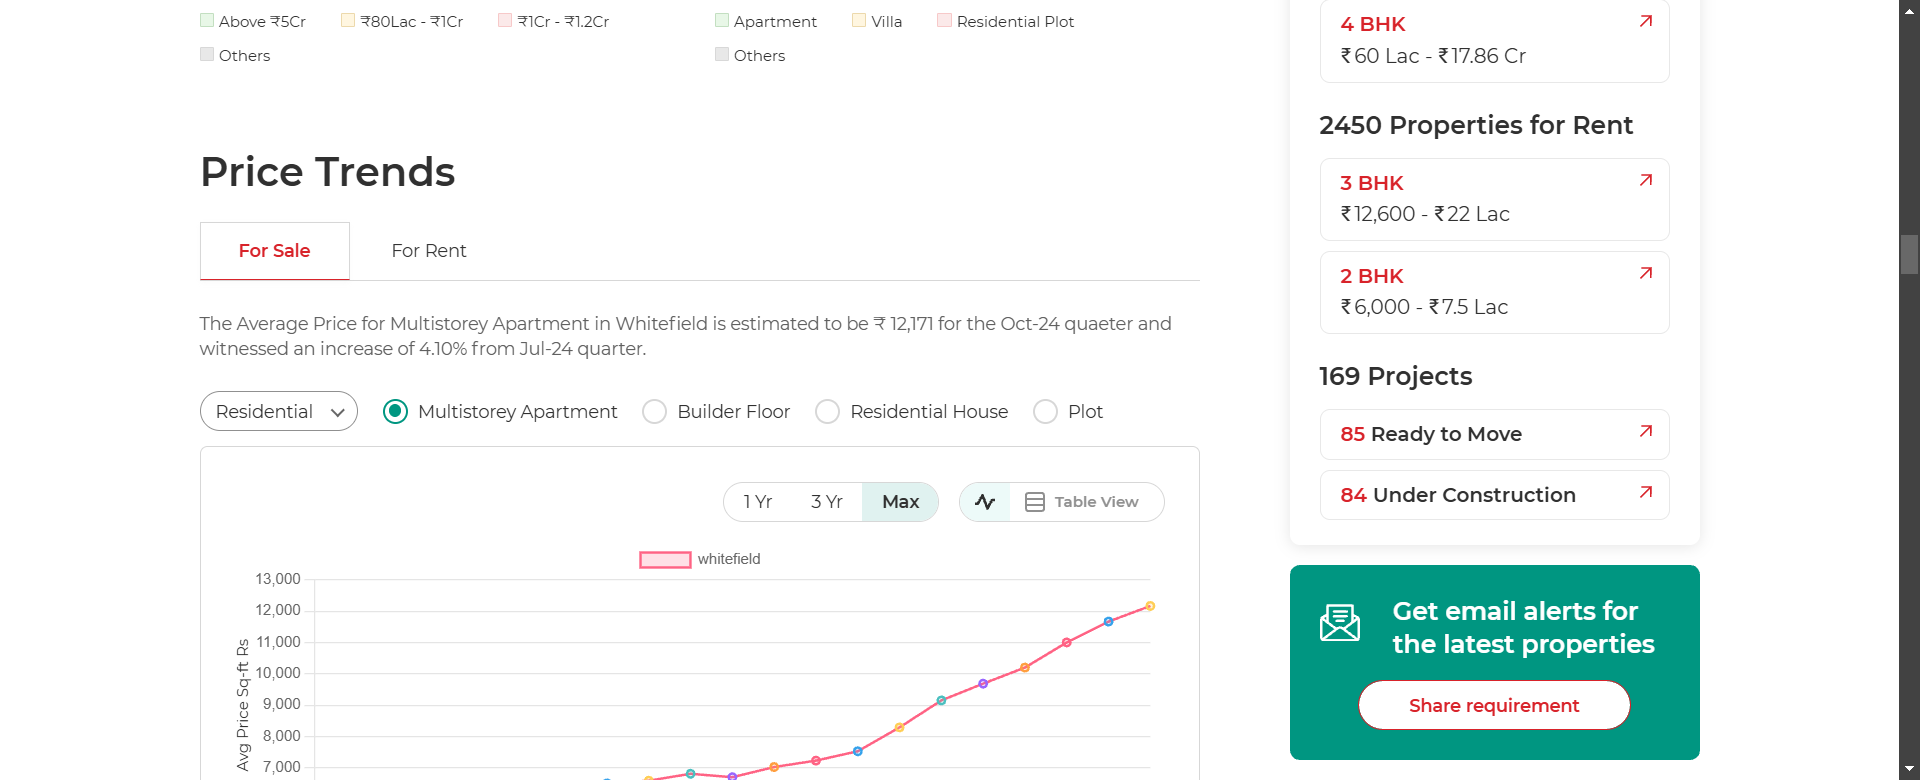 Above ₹5Cr
₹80Lac - ₹1Cr
₹1Cr - ₹1.2Cr
Others
Apartment
Villa
Residential Plot
Others
Price Trends
For Sale
For Rent
The Average Price for Multistorey Apartment in Whitefield is estimated to be ₹ 12,171 for the Oct-24 quaeter and
witnessed an increase of 4.10% from Jul-24 quarter.
Residential
Multistorey Apartment
Builder Floor
Residential House
Plot
1 Yr
3 Yr
Max
Table View
whitefield
13,000
12,000
11,000
10,000
9,000
8,000
7,000
Avg Price Sq-ft Rs
4 BHK
₹60 Lac - ₹17.86 Cr
2450 Properties for Rent
3 BHK
₹12,600 - ₹22 Lac
2 BHK
₹6,000 - ₹7.5 Lac
169 Projects
85 Ready to Move
84 Under Construction
Get email alerts for
the latest properties
Share requirement